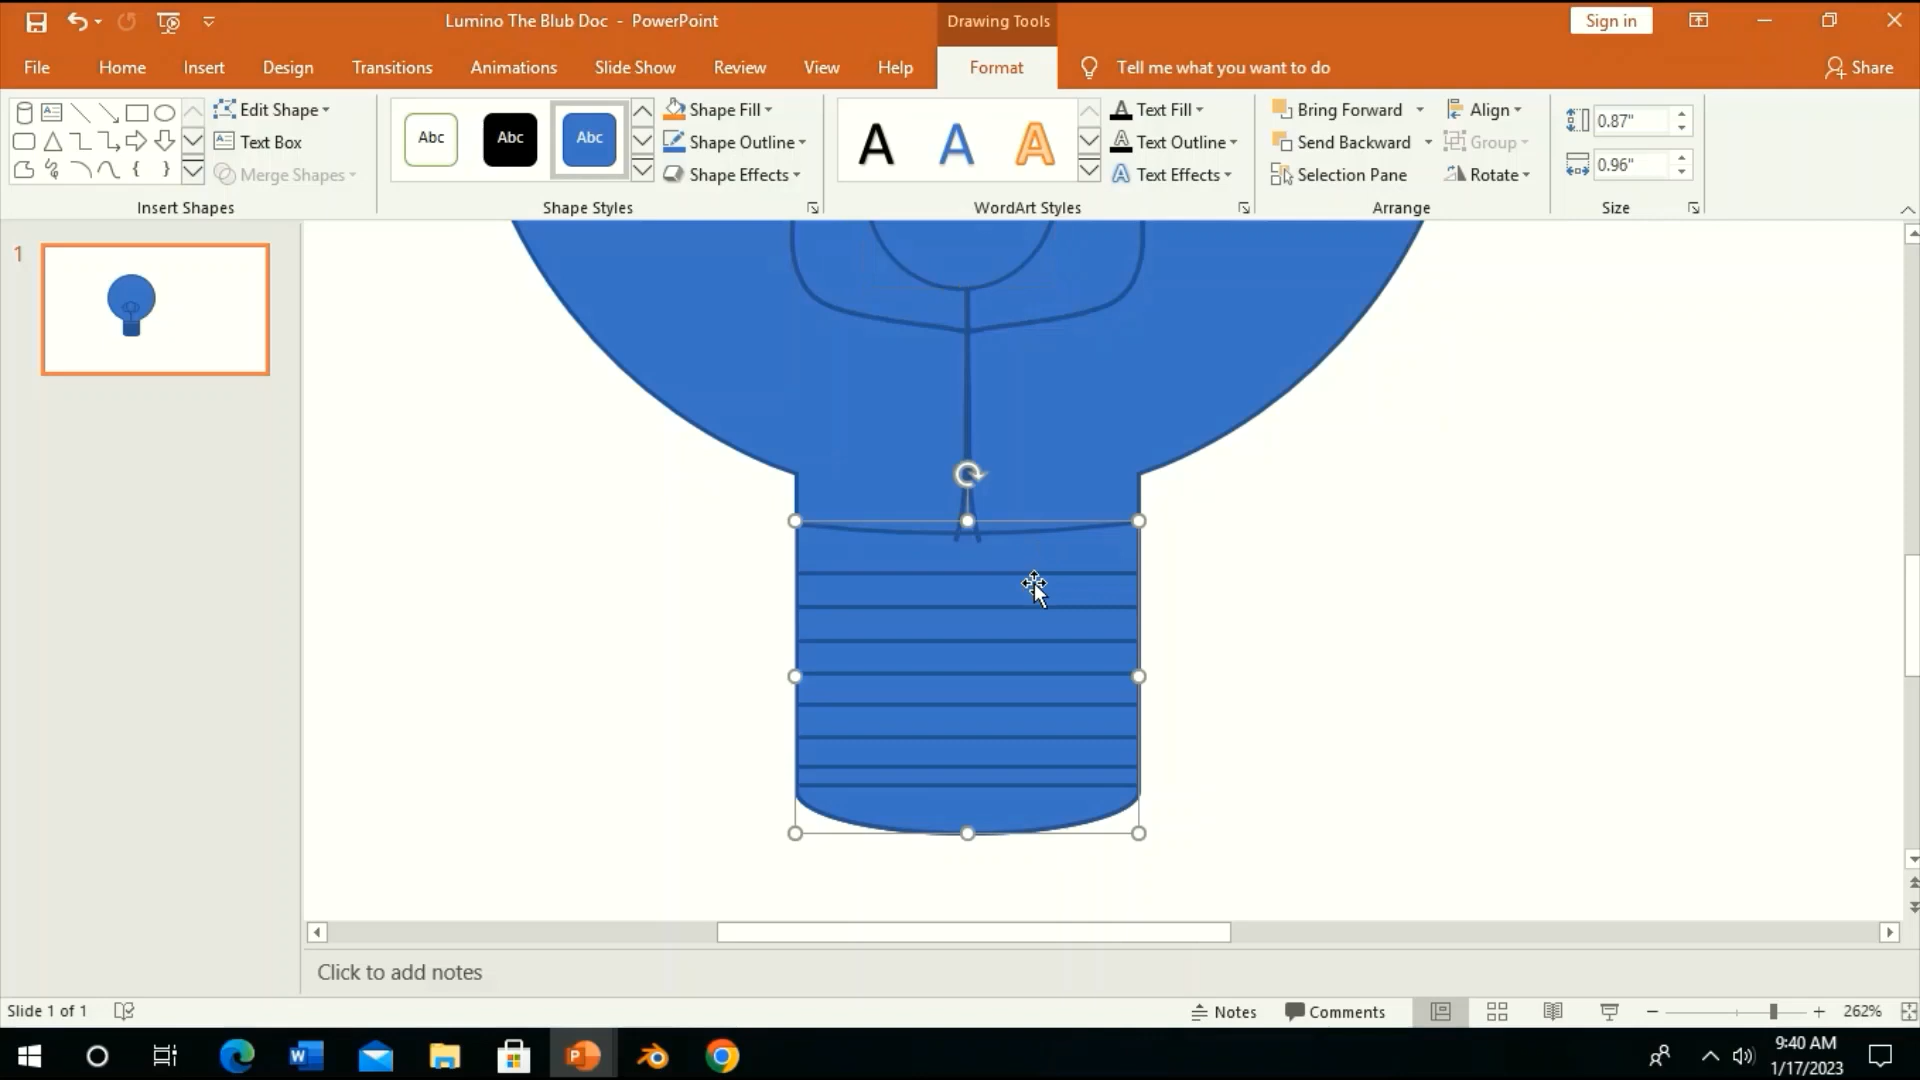 Lumino The Blub Doc - PowerPoint
Drawing Tools
Sign in
File Home Insert Design Transitions Animations Slide Show Review View Help Format Tell me what you want to do Share
Edit Shape
Text Box
Merge Shapes
Insert Shapes
Abc Abc Abc
Shape Fill
Shape Outline
Shape Effects
Shape Styles
A A A
Text Fill
Text Outline
Text Effects
WordArt Styles
Bring Forward
Send Backward
Selection Pane
Align
Group
Rotate
Arrange
0.87"
0.96"
Size
1
Click to add notes
Slide 1 of 1
Notes Comments 262%
9:40 AM
1/17/2023